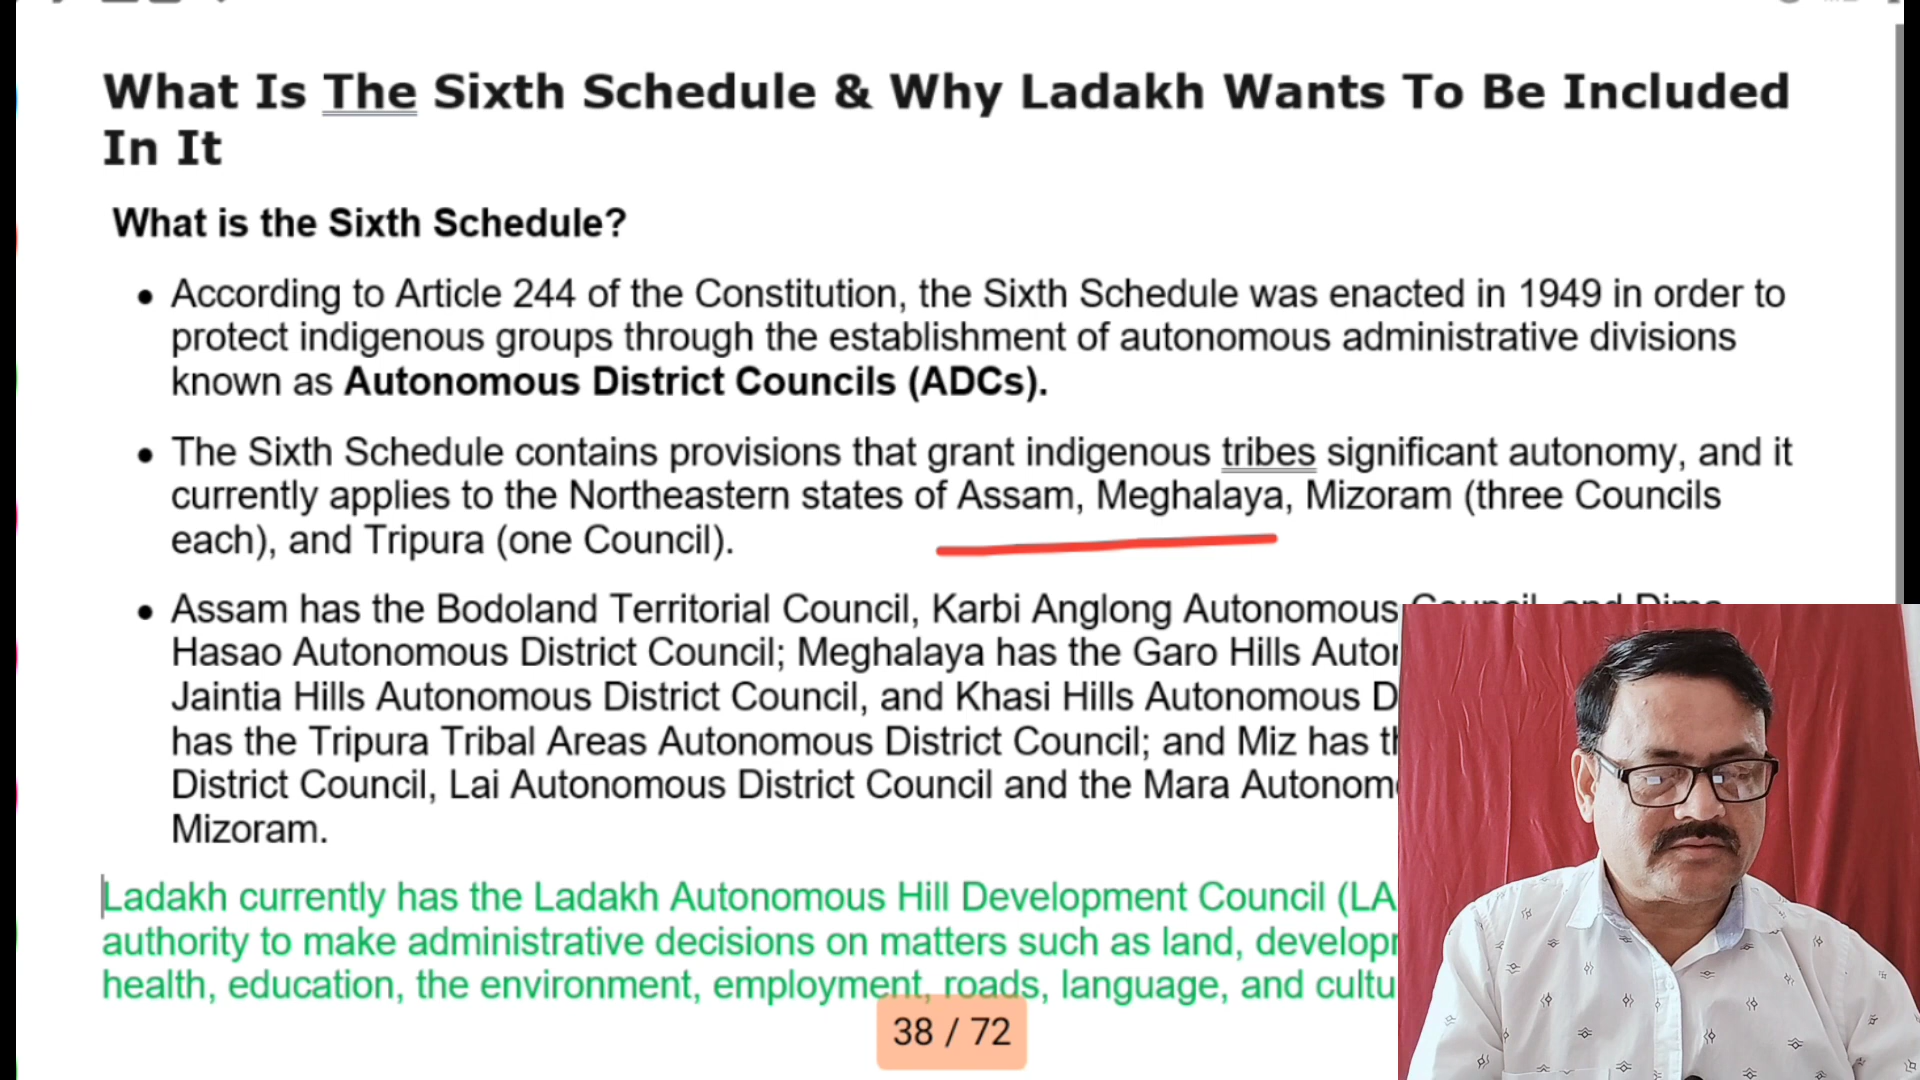 What Is The Sixth Schedule & Why Ladakh Wants To Be Included
In It
What is the Sixth Schedule?
• According to Article 244 of the Constitution, the Sixth Schedule was enacted in 1949 in order to
protect indigenous groups through the establishment of autonomous administrative divisions
known as Autonomous District Councils (ADCs).
• The Sixth Schedule contains provisions that grant indigenous tribes significant autonomy, and it
currently applies to the Northeastern states of Assam, Meghalaya, Mizoram (three Councils
each), and Tripura (one Council).
• Assam has the Bodoland Territorial Council, Karbi Anglong Autonomous Council, and Dima
Hasao Autonomous District Council; Meghalaya has the Garo Hills
Jaintia Hills Autonomous District Council, and Khasi Hills Autonomous D
has the Tripura Tribal Areas Autonomous District Council; and Miz has
District Council, Lai Autonomous District Council and the Mara
Mizoram.
Ladakh currently has the Ladakh Autonomous Hill Development Council (LA
authority to make administrative decisions on matters such as land,
health, education, the environment, employment, roads, language, and
38 / 72